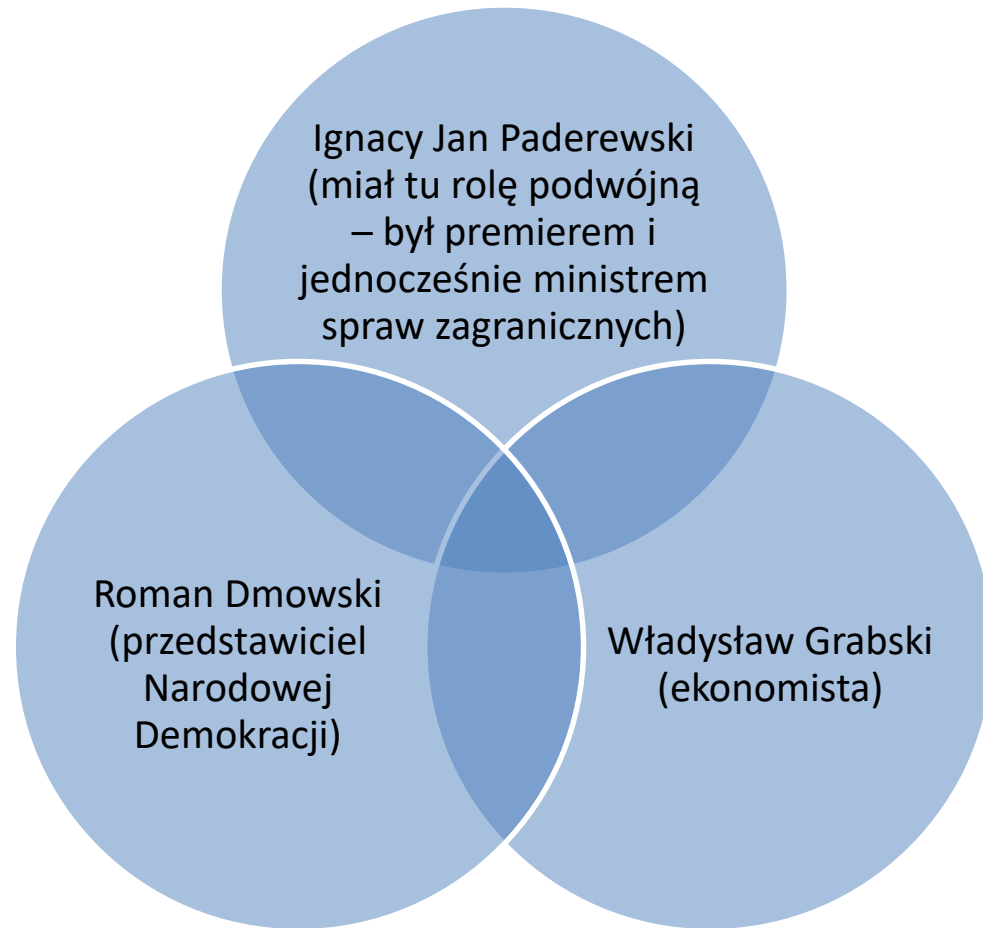 Ignacy Jan Paderewski
(miał tu rolę podwójną
– był premierem i
jednocześnie ministrem
spraw zagranicznych)
Roman Dmowski
(przedstawiciel
Narodowej
Demokracji)
Władysław Grabski
(ekonomista)